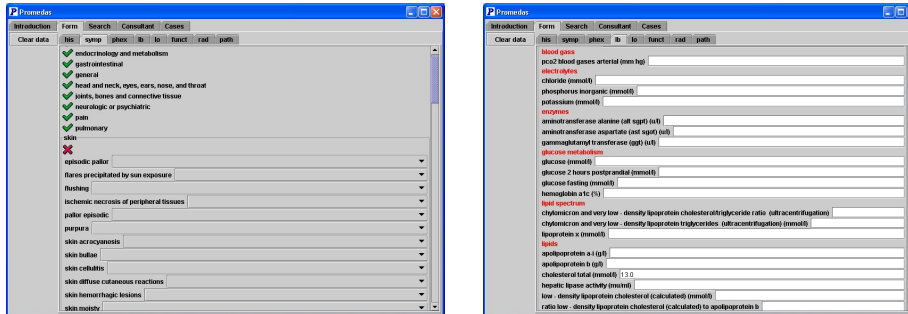 Promedas
Introduction Form Search Consultant Cases
Clear data his symp phex lb lo funct rad path
endocrinology and metabolism
gastrointestinal
general
head and neck, eyes, ears, nose, and throat
joints, bones and connective tissue
neurologic or psychiatric
pain
pulmonary
skin
episodic pallor
flares precipitated by sun exposure
flushing
ischemic necrosis of peripheral tissues
pallor episodic
purpura
skin acrocyanosis
skin bullae
skin cellulitis
skin diffuse cutaneous reactions
skin hemorrhagic lesions
skin moisty
Promedas
Introduction Form Search Consultant Cases
Clear data his symp phex lb lo funct rad path
blood gass
pco2 blood gases arterial (mm hg)
electrolytes
chloride (mmol/l)
phosphorus inorganic (mmol/l)
potassium (mmol/l)
enzymes
aminotransferase alanine (alt sgpt) (u/l)
aminotransferase aspartate (ast sgot) (u/l)
gammaglutamyl transferase (ggt) (u/l)
glucose metabolism
glucose (mmol/l)
glucose 2 hours postprandial (mmol/l)
glucose fasting (mmol/l)
hemoglobin a1c (%)
lipid spectrum
chylomicron and very low - density lipoprotein cholesterol/triglyceride ratio (ultracentrifugation)
chylomicron and very low - density lipoprotein triglycerides (ultracentrifugation) (mmol/l)
lipoprotein x (mmol/l)
lipids
apolipoprotein a-i (g/l)
apolipoprotein b (g/l)
cholesterol total (mmol/l) 13.0
hepatic lipase activity (mu/ml)
low - density lipoprotein cholesterol (calculated) (mmol/l)
ratio low - density lipoprotein cholesterol (calculated) to apolipoprotein b